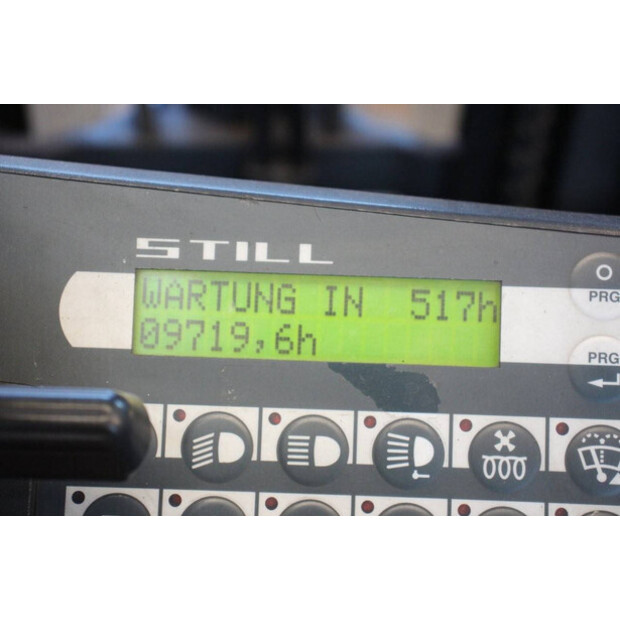 STILL
WARTUNG IN 517h
09719,6h
PRG
PRG